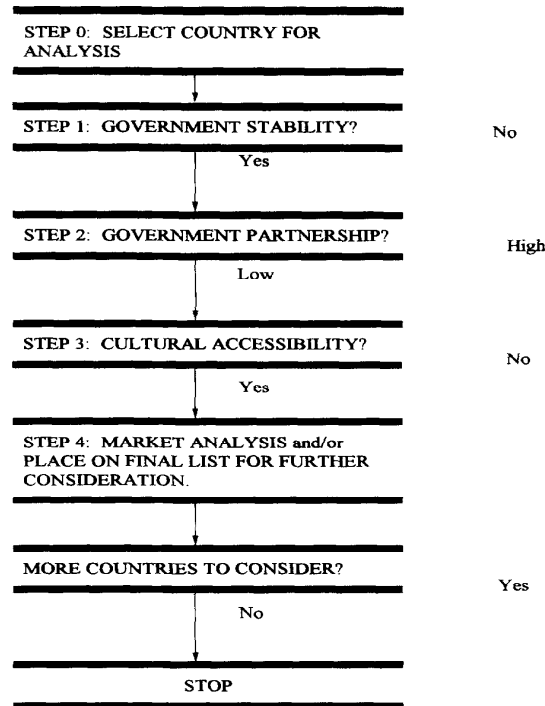 STEP 0: SELECT COUNTRY FOR
ANALYSIS
STEP 1: GOVERNMENT STABILITY?
No
Yes
STEP 2: GOVERNMENT PARTNERSHIP?
High
Low
STEP 3: CULTURAL ACCESSIBILITY?
No
Yes
STEP 4: MARKET ANALYSIS and/or
PLACE ON FINAL LIST FOR FURTHER
CONSIDERATION.
MORE COUNTRIES TO CONSIDER?
Yes
No
STOP